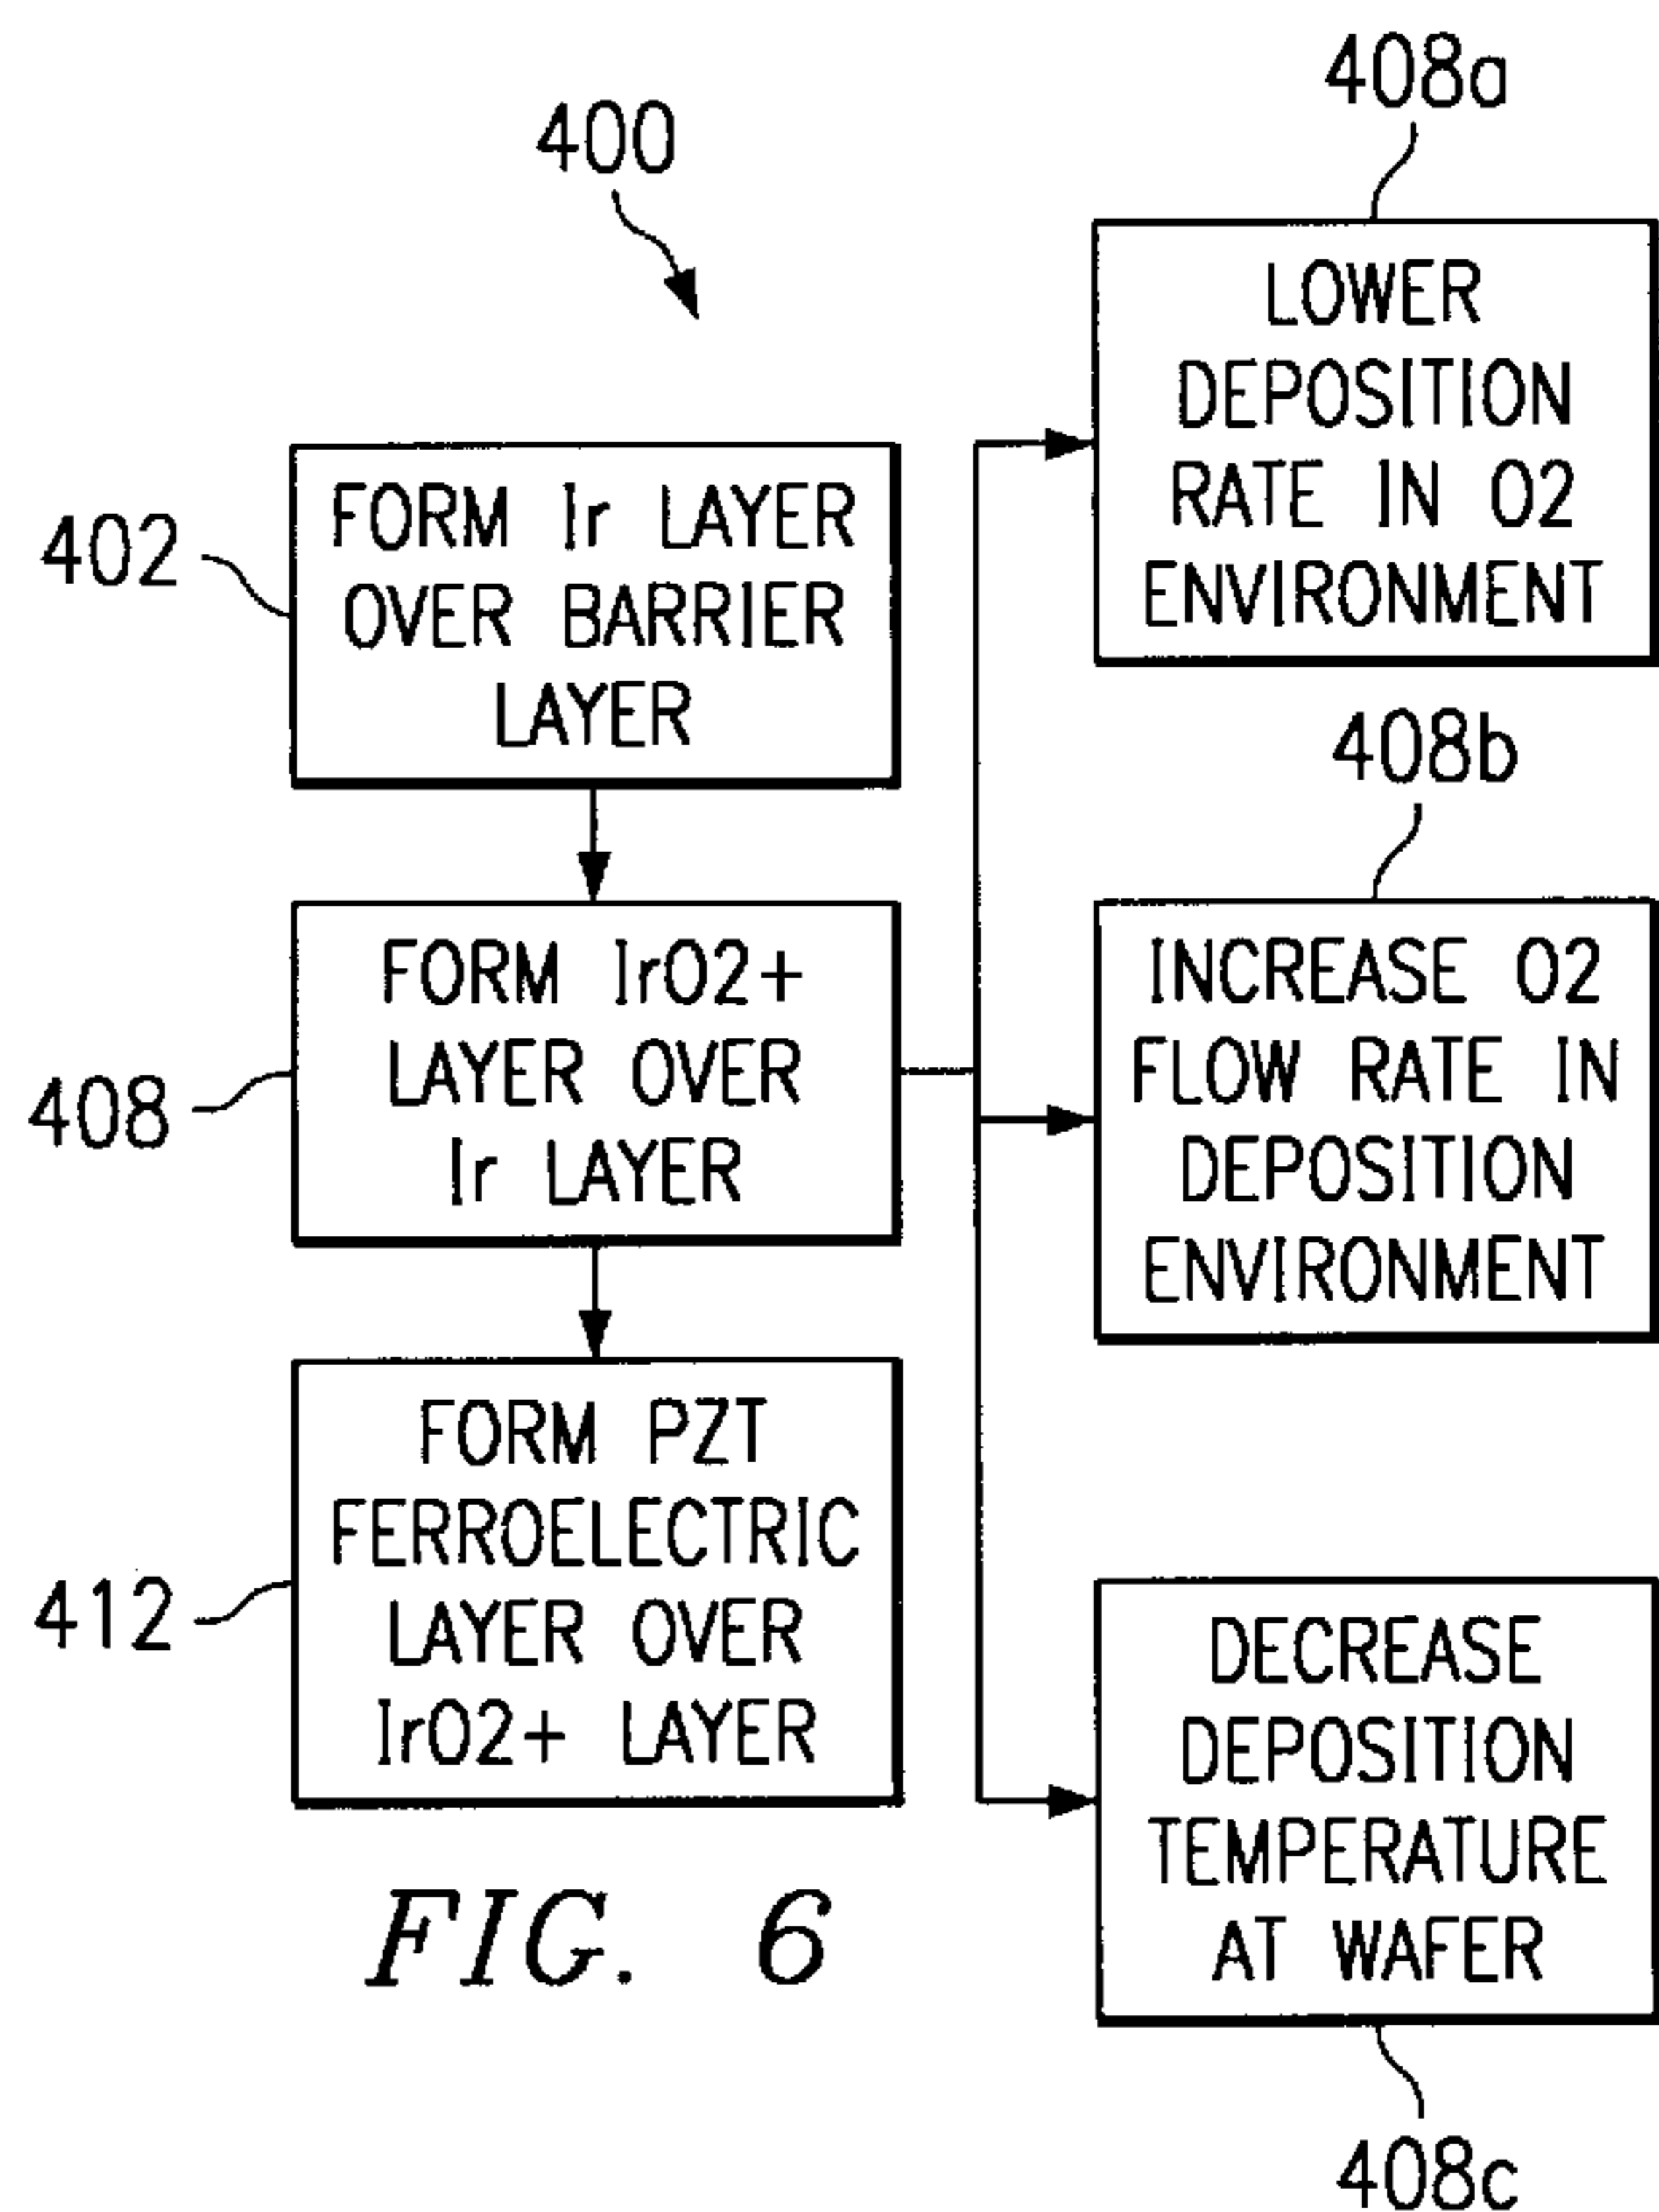 400
402
FORM Ir LAYER
OVER BARRIER
LAYER
408
FORM IrO2+
LAYER OVER
Ir LAYER
412
FORM PZT
FERROELECTRIC
LAYER OVER
IrO2+ LAYER
408a
LOWER
DEPOSITION
RATE IN O2
ENVIRONMENT
408b
INCREASE O2
FLOW RATE IN
DEPOSITION
ENVIRONMENT
DECREASE
DEPOSITION
TEMPERATURE
AT WAFER
408c
FIG. 6